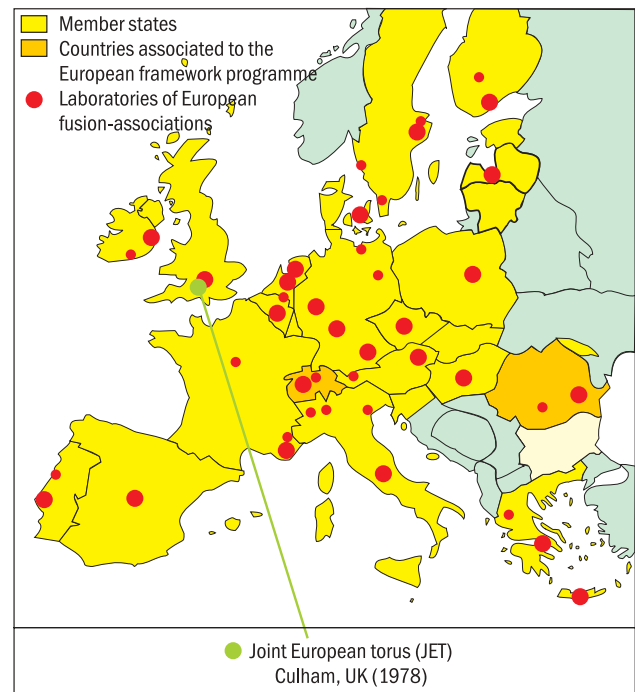 Member states
Countries associated to the
European framework programme
Laboratories of European
fusion-associations
Joint European torus (JET)
Culham, UK (1978)